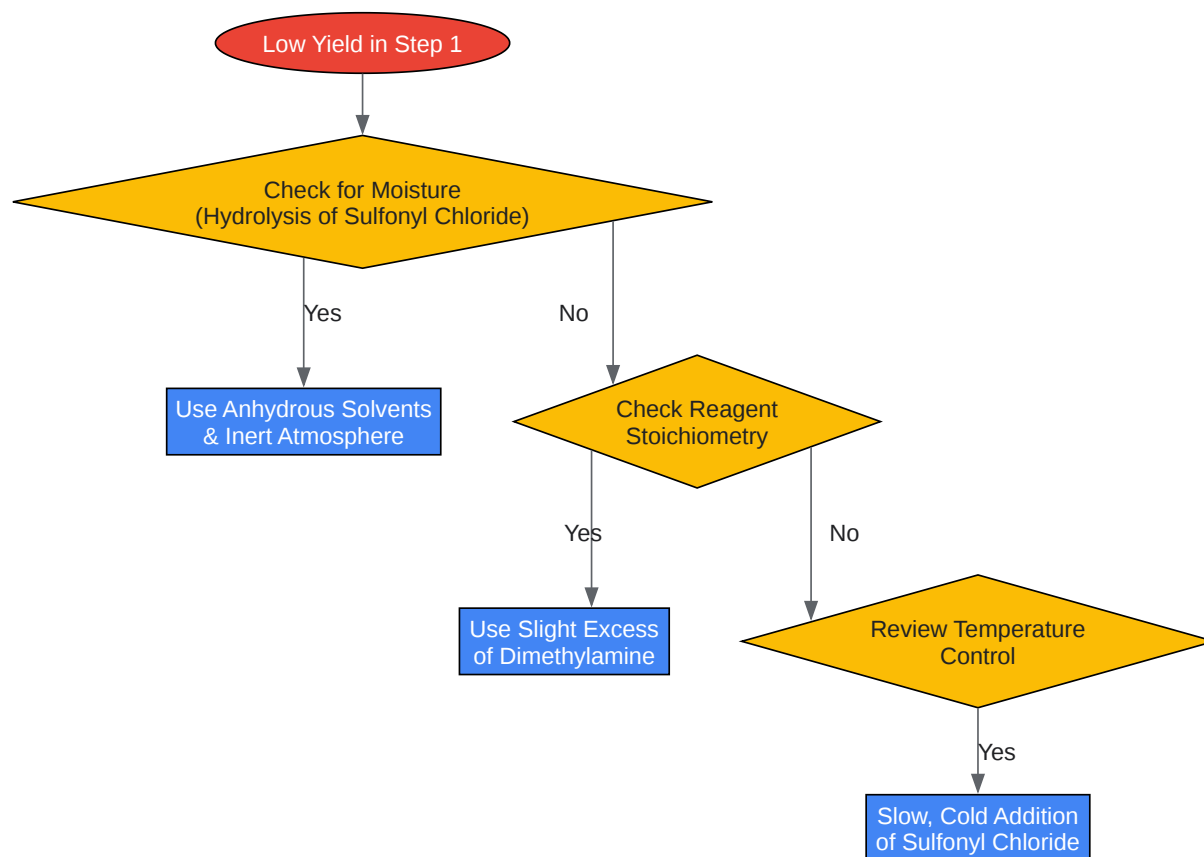 Low Yield in Step 1
Check for Moisture
(Hydrolysis of Sulfonyl Chloride)
Yes
No
Use Anhydrous Solvents
& Inert Atmosphere
Check Reagent
Stoichiometry
Yes
No
Use Slight Excess
of Dimethylamine
Review Temperature
Control
Yes
Slow, Cold Addition
of Sulfonyl Chloride